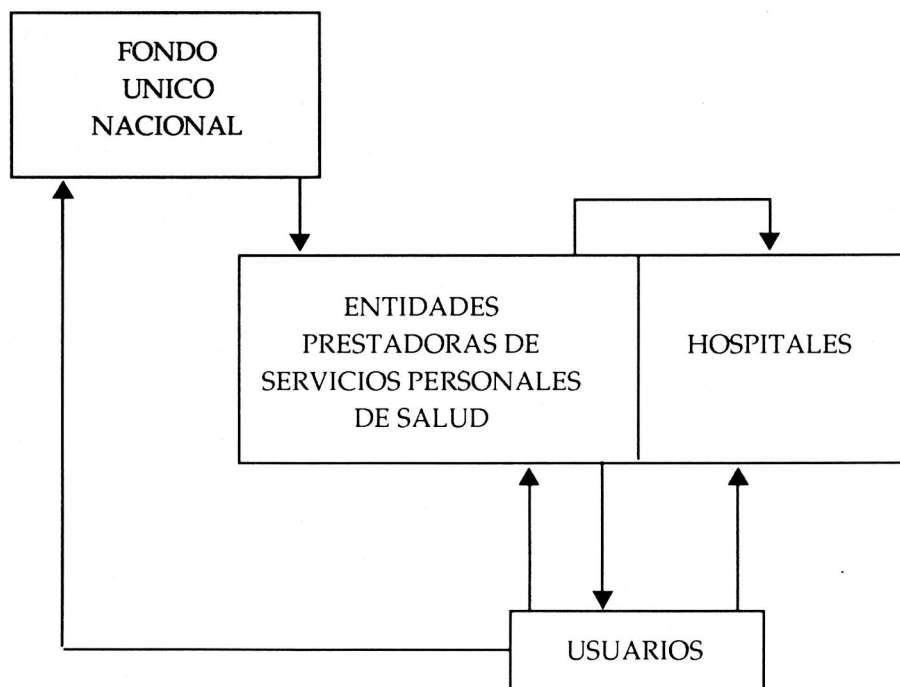 FONDO
UNICO
NACIONAL
ENTIDADES
PRESTADORAS DE
SERVICIOS PERSONALES
DE SALUD
HOSPITALES
USUARIOS